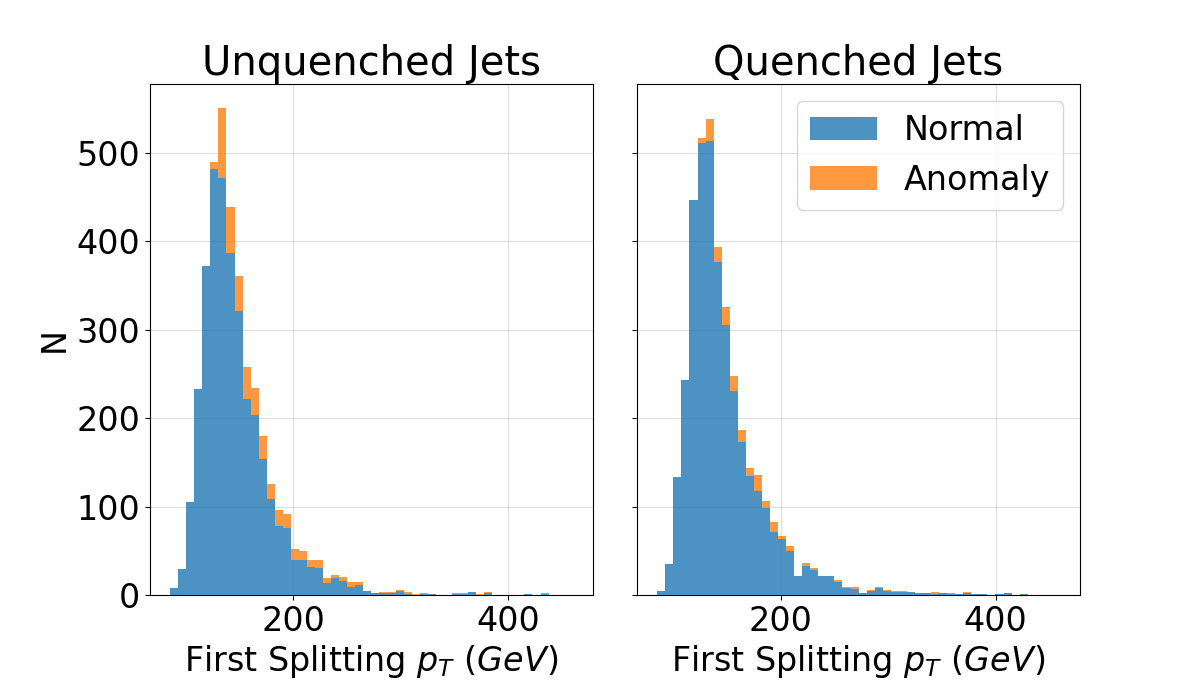 Unquenched Jets
Quenched Jets
Normal
Anomaly
N
500
400
300
200
100
0
200
400
200
400
First Splitting p_T (GeV)
First Splitting p_T (GeV)